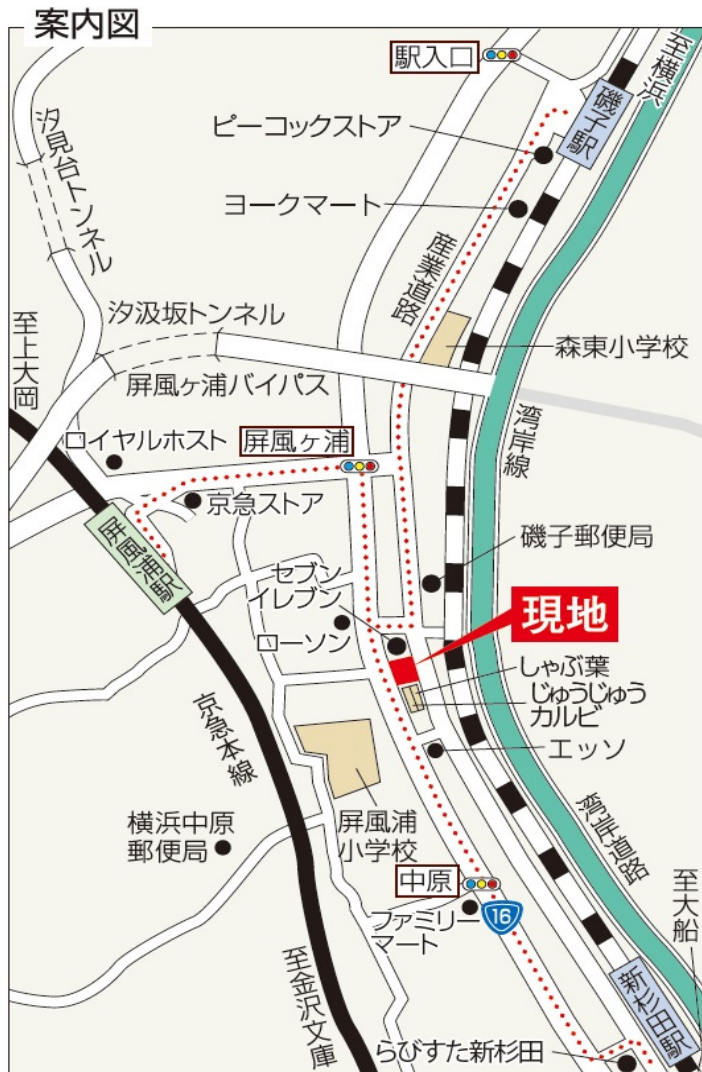 案内図
駅入口
至横浜
磯子駅
ピーコックストア
ヨークマート
汐見台トンネル
産業道路
汐汲坂トンネル
森東小学校
至上大岡
屏風ヶ浦バイパス
湾岸線
ロイヤルホスト
屏風ヶ浦
京急ストア
屏風浦駅
磯子郵便局
セブン
イレブン
現地
ローソン
しゃぶ葉
じゅうじゅう
カルビ
エッソ
京急本線
屏風浦
小学校
横浜中原
郵便局
湾岸道路
中原
16
ファミリー
マート
至大船
至金沢文庫
新杉田駅
らびすた新杉田